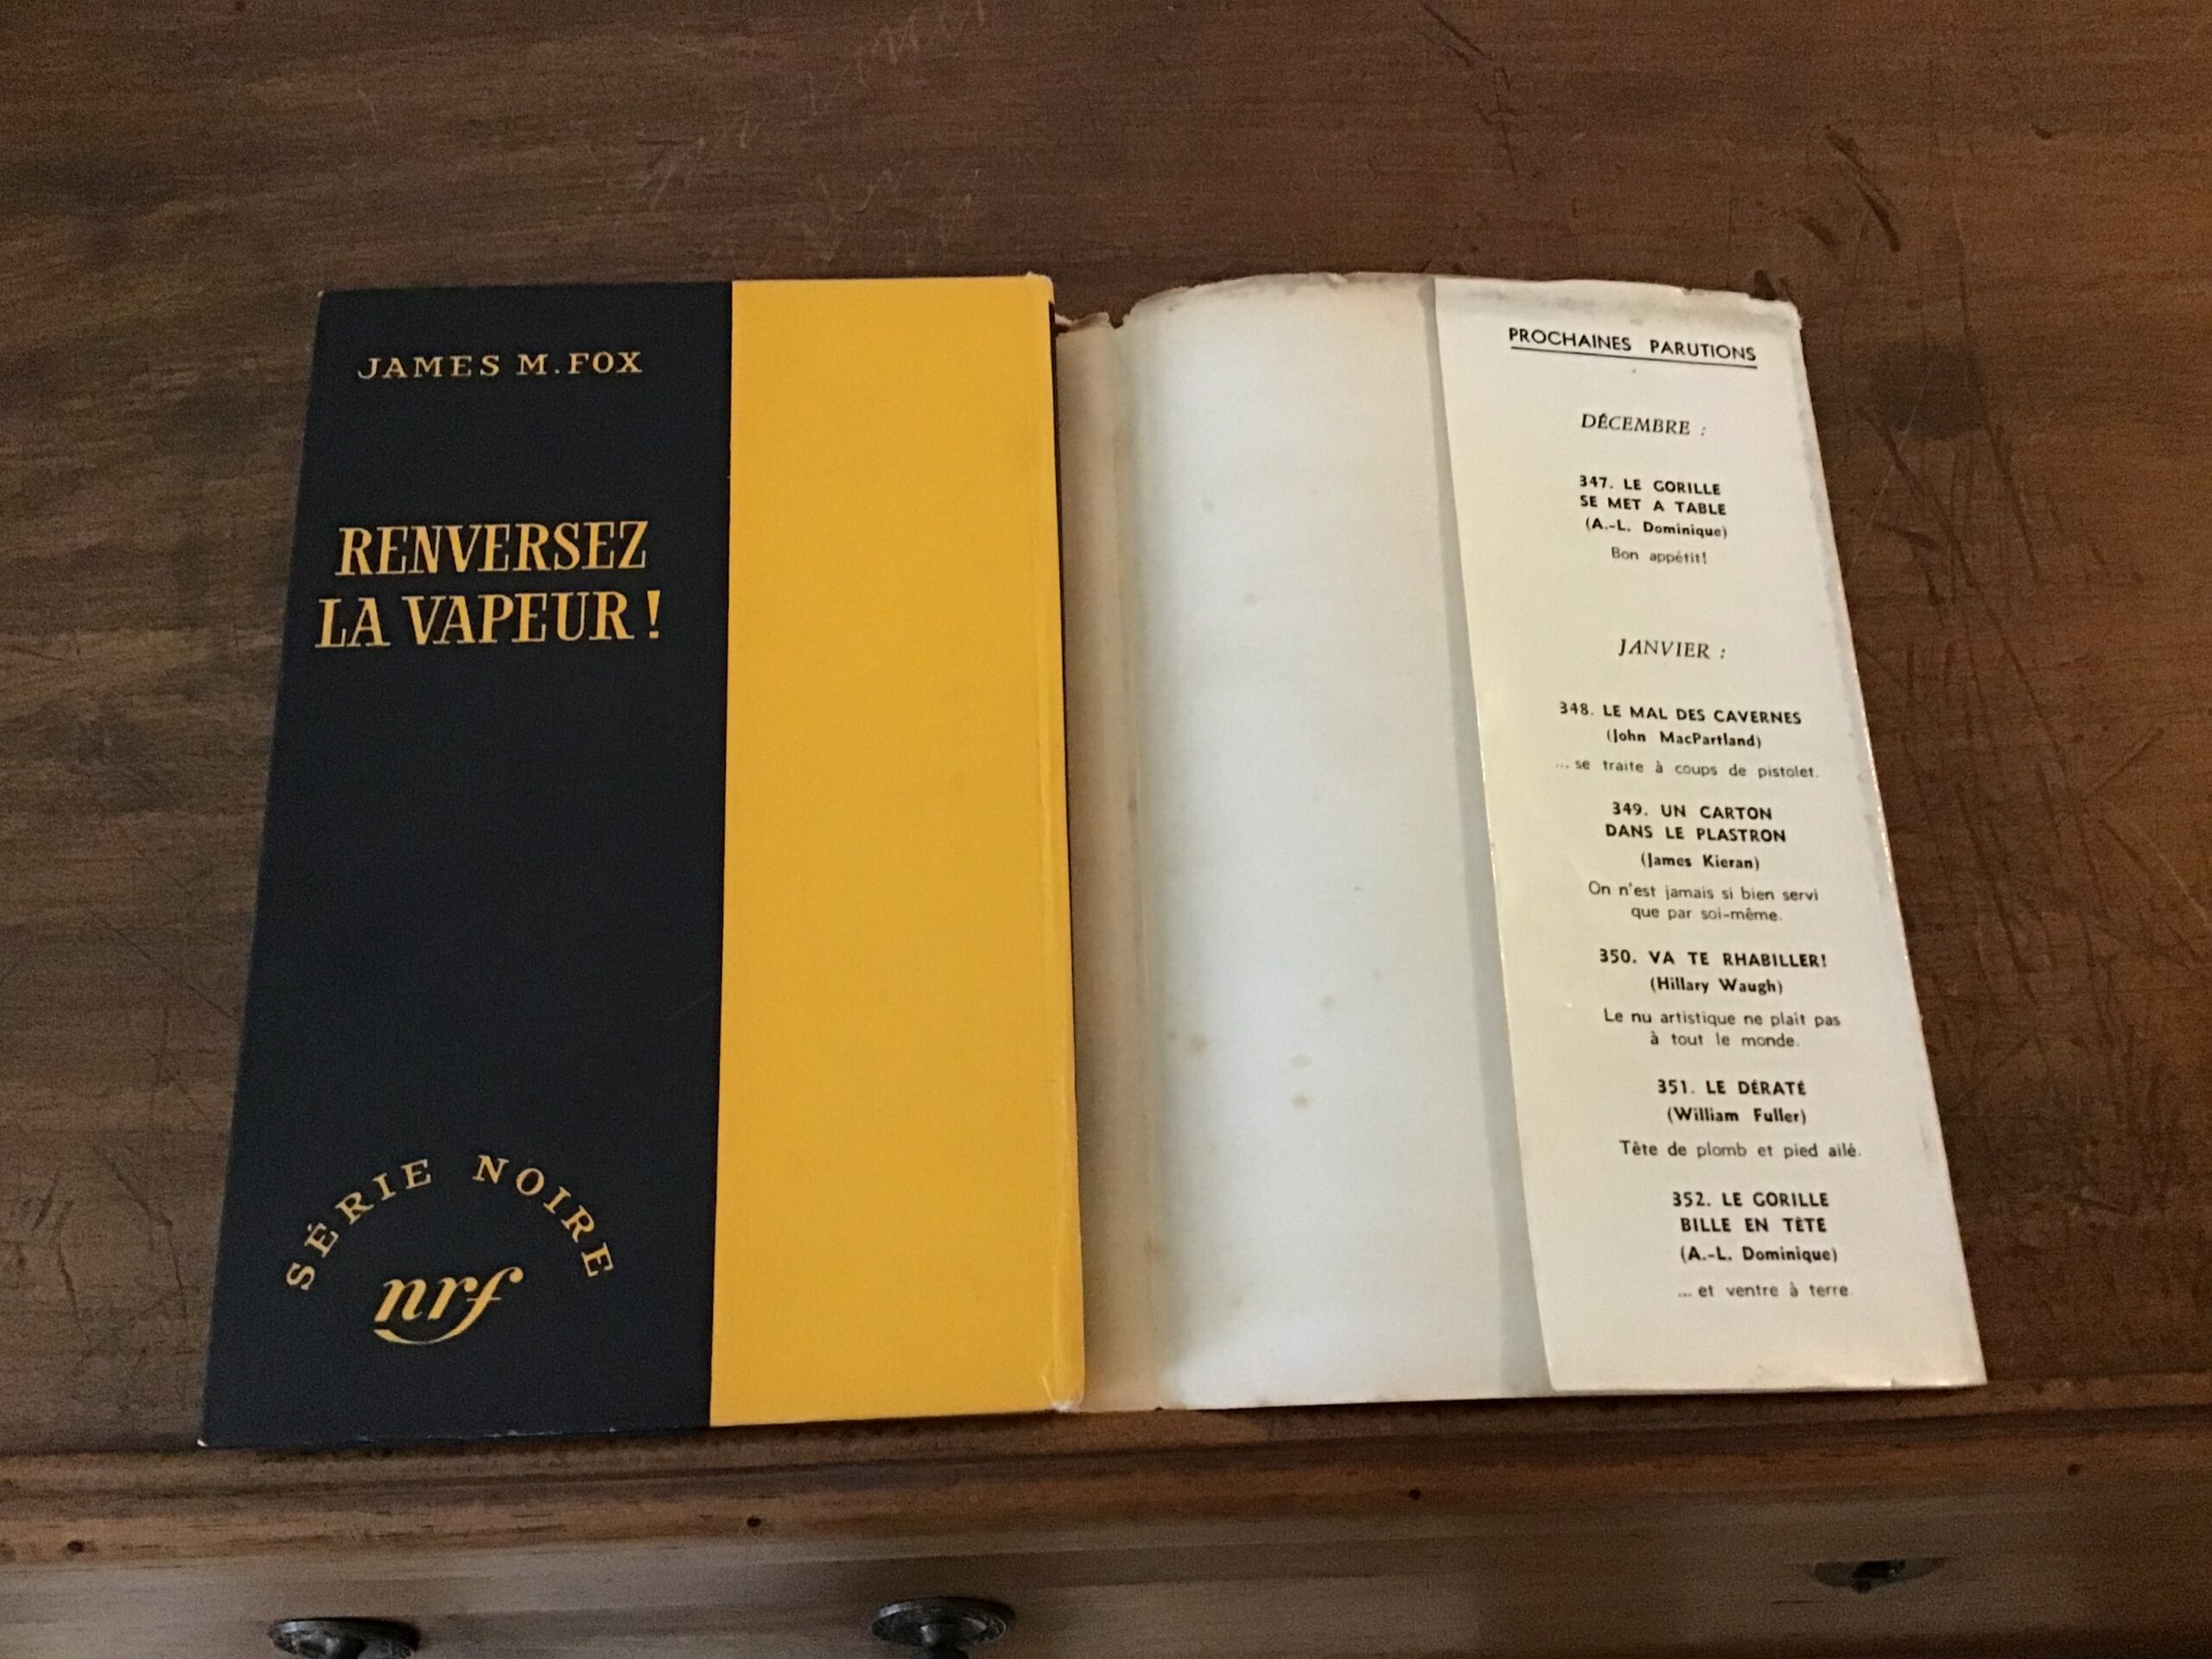 JAMES M. FOX
RENVERSEZ
LA VAPEUR !
SÉRIE NOIRE
nrf
PROCHAINES PARUTIONS
DÉCEMBRE :
347. LE GORILLE
SE MET A TABLE
(A.-L. Dominique)
Bon appétit!
JANVIER :
348. LE MAL DES CAVERNES
(John MacPartland)
... se traite à coups de pistolet.
349. UN CARTON
DANS LE PLASTRON
(James Kieran)
On n'est jamais si bien servi
que par soi-même.
350. VA TE RHABILLER!
(Hillary Waugh)
Le nu artistique ne plaît pas
à tout le monde.
351. LE DÉRATÉ
(William Fuller)
Tête de plomb et pied ailé.
352. LE GORILLE
BILLE EN TÊTE
(A.-L. Dominique)
... et ventre à terre.